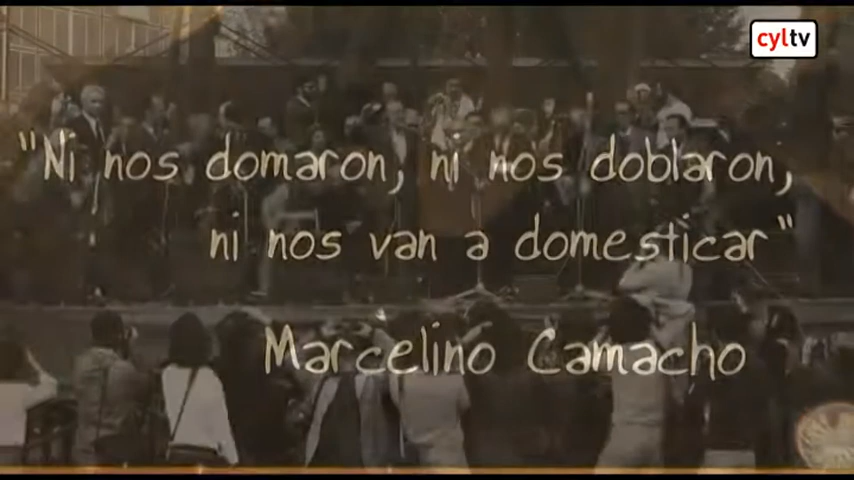 cyltv
"Ni nos domaron, ni nos doblaron,
ni nos van a domesticar"
Marcelino Camacho